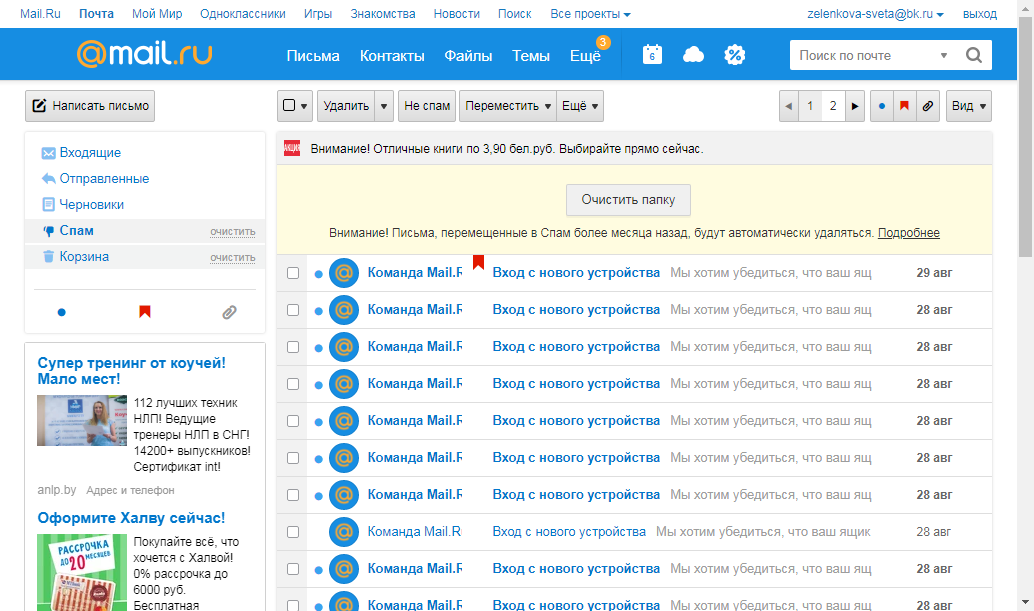 Mail.Ru Почта Мой Мир Одноклассники Игры Знакомства Новости Поиск Все проекты zelenkova-sveta@bk.ru выход
@mail.ru Письма Контакты Файлы Темы Ещё 3 6 % Поиск по почте
Написать письмо Удалить Не спам Переместить Ещё 1 2 Вид
Входящие
Отправленные
Черновики
Спам очистить
Корзина очистить
Супер тренинг от коучей!
Мало мест!
112 лучших техник
НЛП! Ведущие
тренеры НЛП в СНГ!
14200+ выпускников!
Сертификат int!
anlp.by Адрес и телефон
Оформите Халву сейчас!
РАССРОЧКА
ДО 20 МЕСЯЦЕВ
Покупайте всё, что
хочется с Халвой!
0% рассрочка до
6000 руб.
Бесплатная
АКЦИЯ Внимание! Отличные книги по 3,90 бел.руб. Выбирайте прямо сейчас.
Очистить папку
Внимание! Письма, перемещенные в Спам более месяца назад, будут автоматически удаляться. Подробнее
@ Команда Mail.R Вход с нового устройства Мы хотим убедиться, что ваш ящ 29 авг
@ Команда Mail.R Вход с нового устройства Мы хотим убедиться, что ваш ящ 28 авг
@ Команда Mail.R Вход с нового устройства Мы хотим убедиться, что ваш ящ 28 авг
@ Команда Mail.R Вход с нового устройства Мы хотим убедиться, что ваш ящ 28 авг
@ Команда Mail.R Вход с нового устройства Мы хотим убедиться, что ваш ящ 28 авг
@ Команда Mail.R Вход с нового устройства Мы хотим убедиться, что ваш ящ 28 авг
@ Команда Mail.R Вход с нового устройства Мы хотим убедиться, что ваш ящ 28 авг
@ Команда Mail.R Вход с нового устройства Мы хотим убедиться, что ваш ящик 28 авг
@ Команда Mail.R Вход с нового устройства Мы хотим убедиться, что ваш ящ 28 авг
@ Команда Mail.R Вход с нового устройства Мы хотим убедиться, что ваш ящ 28 авг